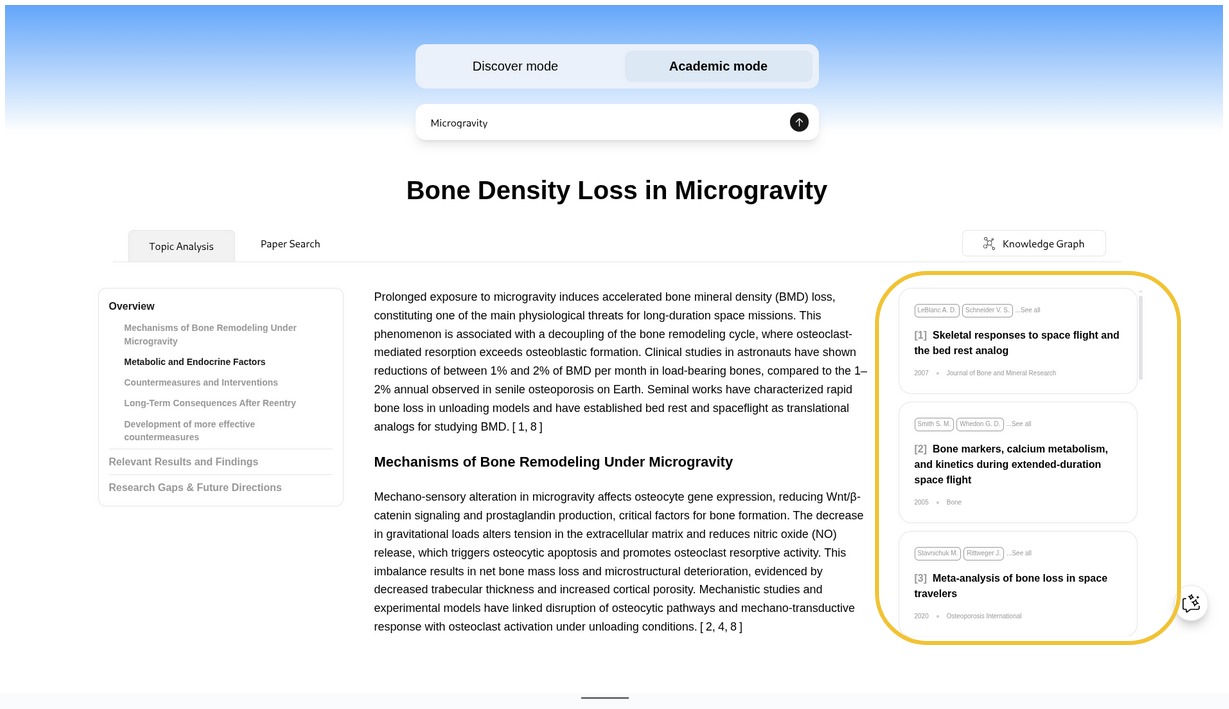 Discover mode
Academic mode
Microgravity
Bone Density Loss in Microgravity
Topic Analysis
Paper Search
Knowledge Graph
Overview
Mechanisms of Bone Remodeling Under
Microgravity
Metabolic and Endocrine Factors
Countermeasures and Interventions
Long-Term Consequences After Reentry
Development of more effective
countermeasures
Relevant Results and Findings
Research Gaps & Future Directions
Prolonged exposure to microgravity induces accelerated bone mineral density (BMD) loss,
constituting one of the main physiological threats for long-duration space missions. This
phenomenon is associated with a decoupling of the bone remodeling cycle, where osteoclast-
mediated resorption exceeds osteoblastic formation. Clinical studies in astronauts have shown
reductions of between 1% and 2% of BMD per month in load-bearing bones, compared to the 1–
2% annual observed in senile osteoporosis on Earth. Seminal works have characterized rapid
bone loss in unloading models and have established bed rest and spaceflight as translational
analogs for studying BMD. [ 1, 8 ]
Mechanisms of Bone Remodeling Under Microgravity
Mechano-sensory alteration in microgravity affects osteocyte gene expression, reducing Wnt/β-
catenin signaling and prostaglandin production, critical factors for bone formation. The decrease
in gravitational loads alters tension in the extracellular matrix and reduces nitric oxide (NO)
release, which triggers osteocytic apoptosis and promotes osteoclast resorptive activity. This
imbalance results in net bone mass loss and microstructural deterioration, evidenced by
decreased trabecular thickness and increased cortical porosity. Mechanistic studies and
experimental models have linked disruption of osteocytic pathways and mechano-transductive
response with osteoclast activation under unloading conditions. [ 2, 4, 8 ]
LeBlanc A. D. Schneider V. S. ...See all
[1] Skeletal responses to space flight and
the bed rest analog
2007 • Journal of Bone and Mineral Research
Smith S. M. Whedon G. D. ...See all
[2] Bone markers, calcium metabolism,
and kinetics during extended-duration
space flight
2005 • Bone
Stavnichuk M. Rittweger J. ...See all
[3] Meta-analysis of bone loss in space
travelers
2020 • Osteoporosis International